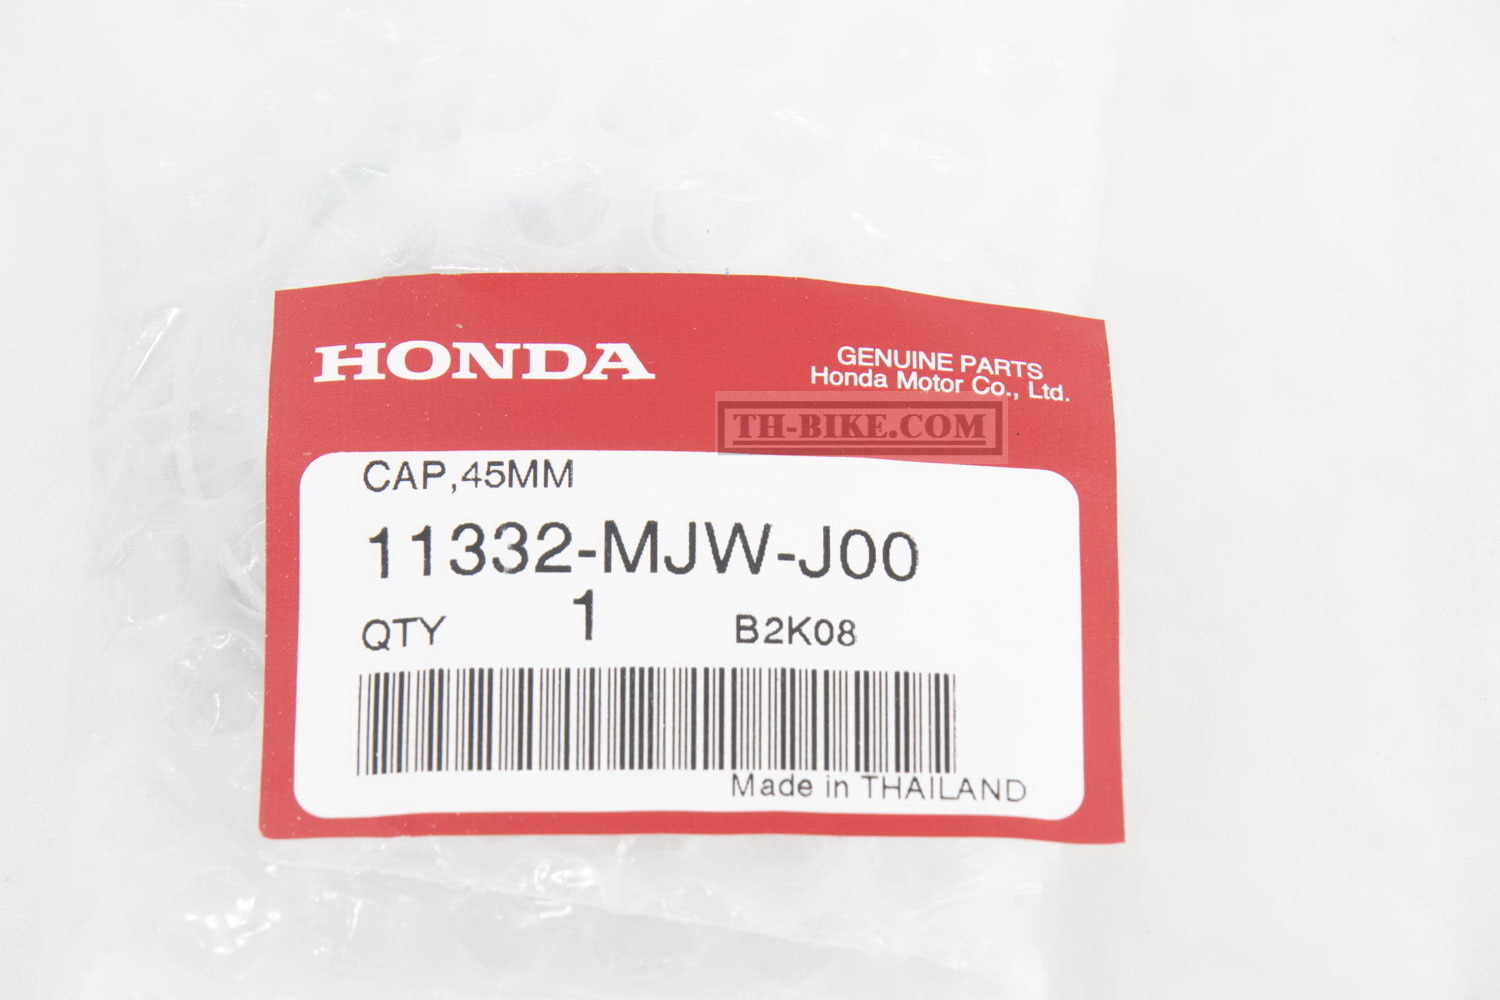 HONDA
GENUINE PARTS
Honda Motor Co., Ltd.
TH-BIKE.COM
CAP,45MM
11332-MJW-J00
QTY 1 B2K08
Made in THAILAND